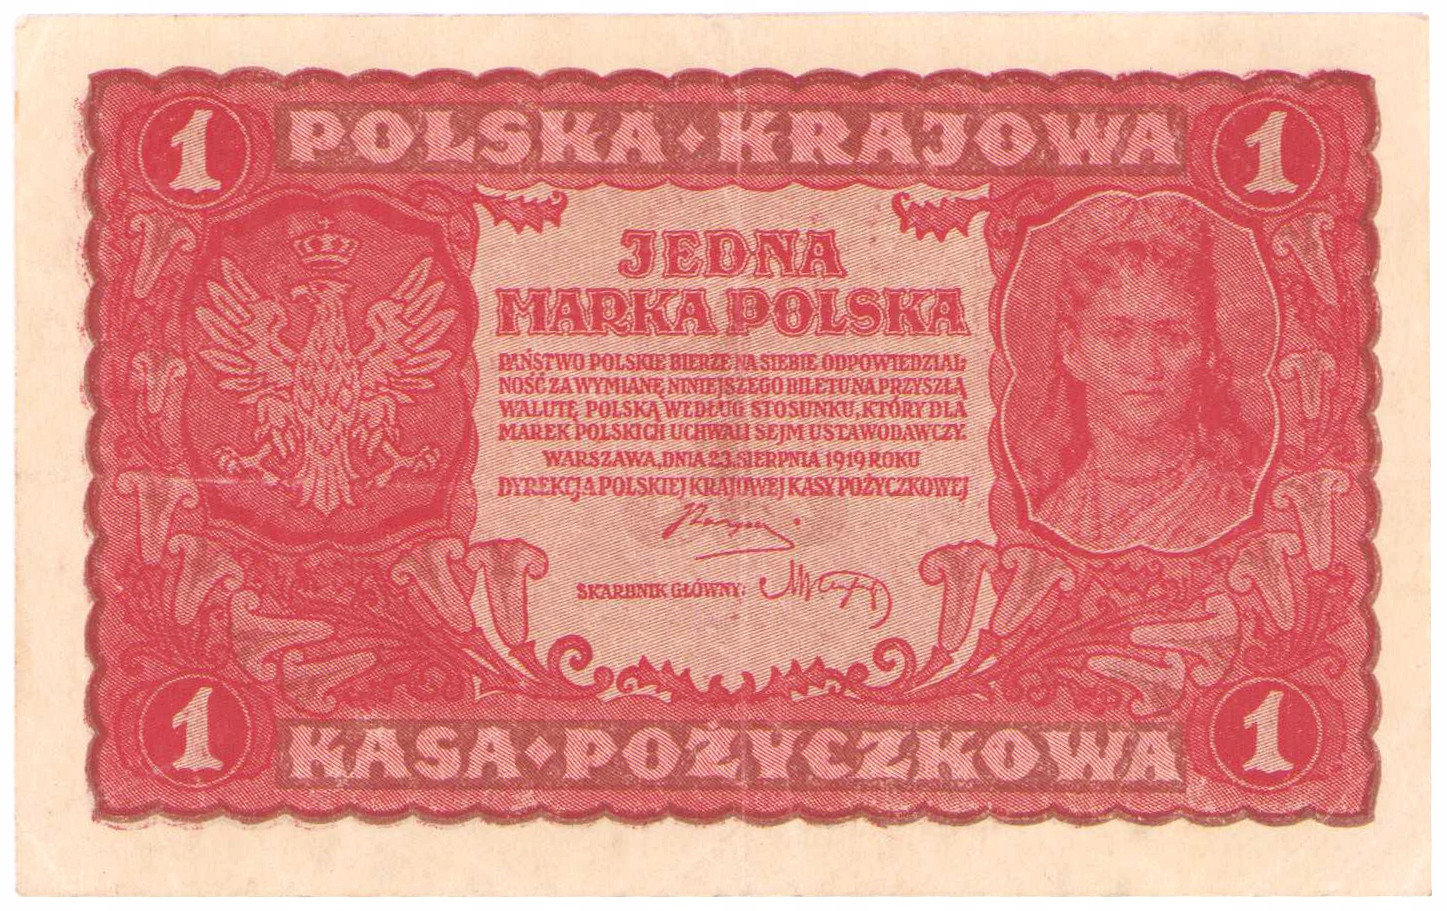 1 POLSKA · KRAJOWA 1
JEDNA
MARKA POLSKA
PAŃSTWO POLSKIE BIERZE NA SIEBIE ODPOWIEDZIAL-
NOŚĆ ZA WYMIANĘ NINIEJSZEGO BILETU NA PRZYSZŁĄ
WALUTĘ POLSKĄ WEDŁUG STOSUNKU, KTÓRY DLA
MAREK POLSKICH UCHWALI SEJM USTAWODAWCZY.
WARSZAWA, DNIA 23. SIERPNIA 1919 ROKU
DYREKCJA POLSKIEJ KRAJOWEJ KASY POŻYCZKOWEJ
SKARBNIK GŁÓWNY:
1 KASA · POŻYCZKOWA 1